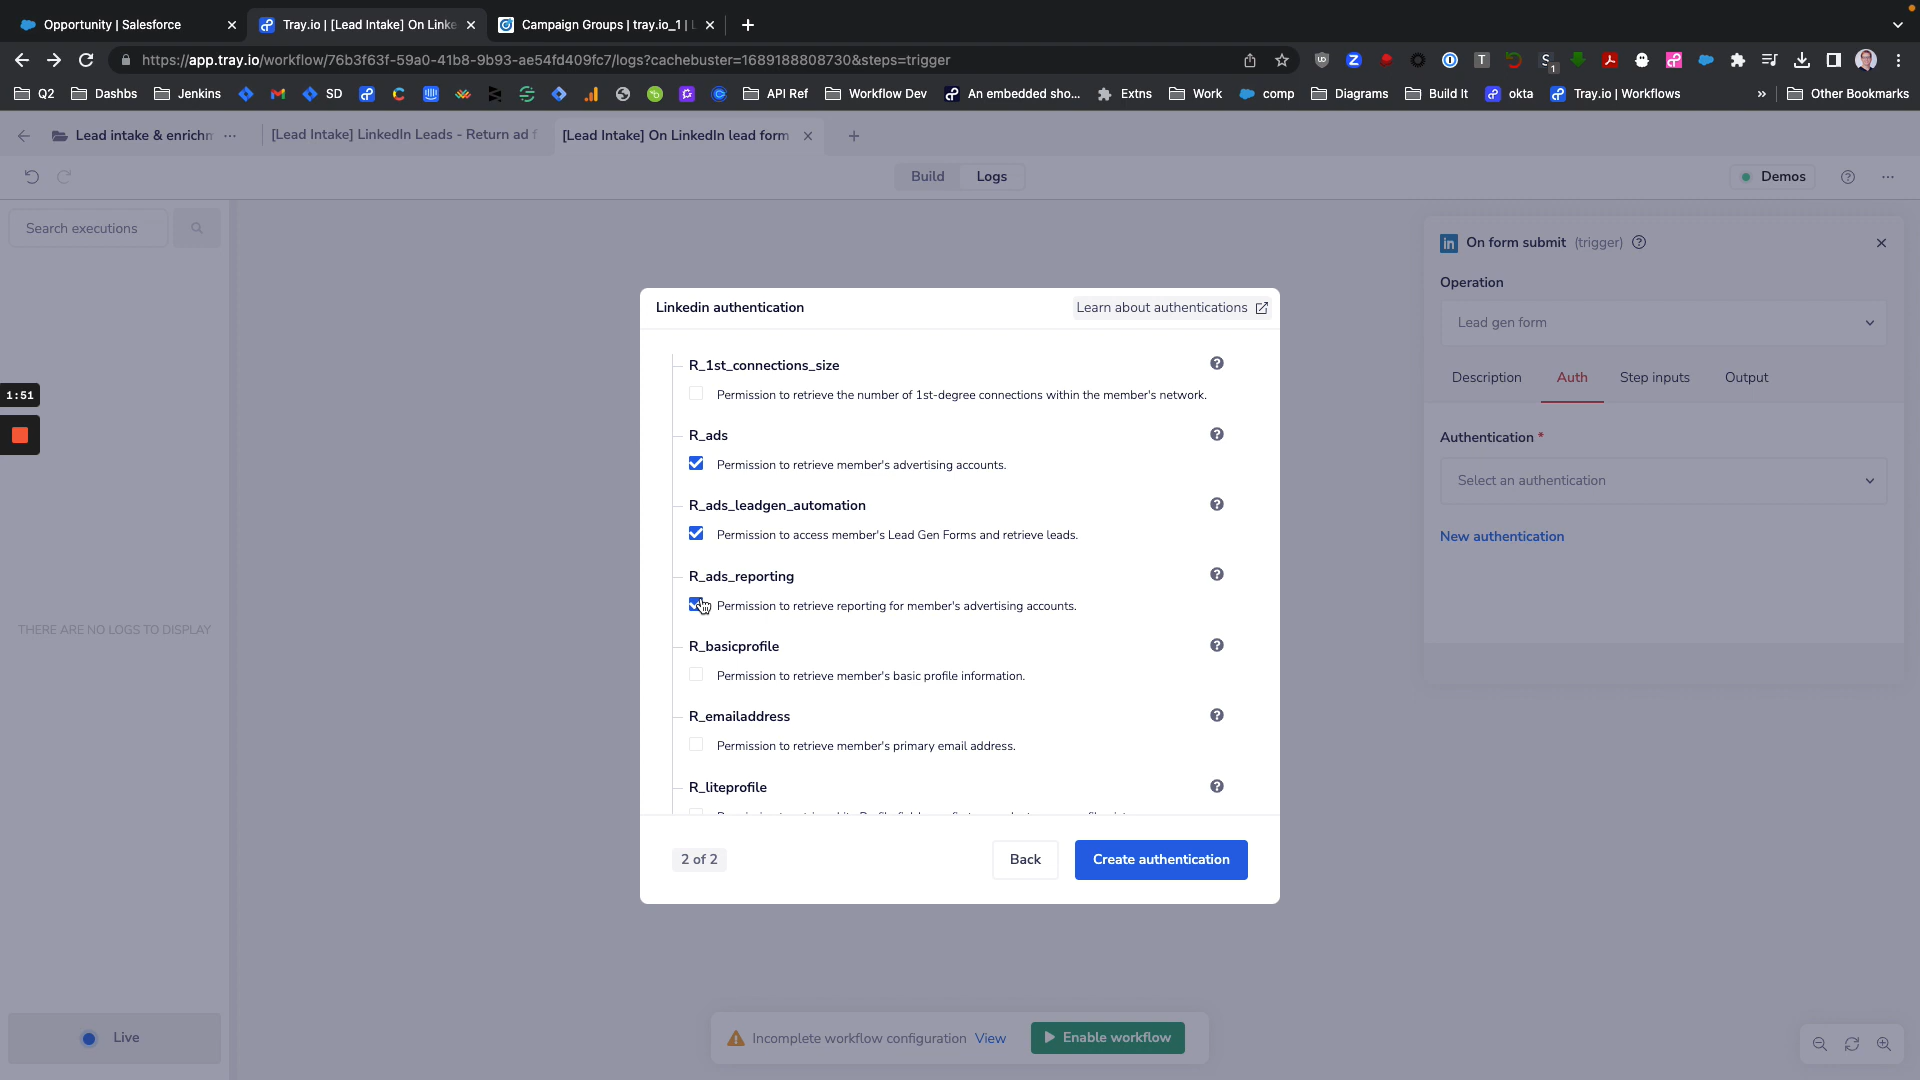 Opportunity | Salesforce
Tray.io | [Lead Intake] On Linke
Campaign Groups | tray.io_1 | L
https://app.tray.io/workflow/76b3f63f-59a0-41b8-9b93-ae54fd409fc7/logs?cachebuster=1689188808730&steps=trigger
Q2
Dashbs
Jenkins
SD
API Ref
Workflow Dev
An embedded sho...
Extns
Work
comp
Diagrams
Build It
okta
Tray.io | Workflows
»
Other Bookmarks
Lead intake & enrichm
[Lead Intake] LinkedIn Leads - Return ad f
[Lead Intake] On LinkedIn lead form
Build
Logs
Demos
Search executions
THERE ARE NO LOGS TO DISPLAY
Live
1:51
On form submit (trigger)
Operation
Lead gen form
Description
Auth
Step inputs
Output
Authentication *
Select an authentication
New authentication
Linkedin authentication
Learn about authentications
R_1st_connections_size
Permission to retrieve the number of 1st-degree connections within the member's network.
R_ads
Permission to retrieve member's advertising accounts.
R_ads_leadgen_automation
Permission to access member's Lead Gen Forms and retrieve leads.
R_ads_reporting
Permission to retrieve reporting for member's advertising accounts.
R_basicprofile
Permission to retrieve member's basic profile information.
R_emailaddress
Permission to retrieve member's primary email address.
R_liteprofile
2 of 2
Back
Create authentication
Incomplete workflow configuration View
Enable workflow